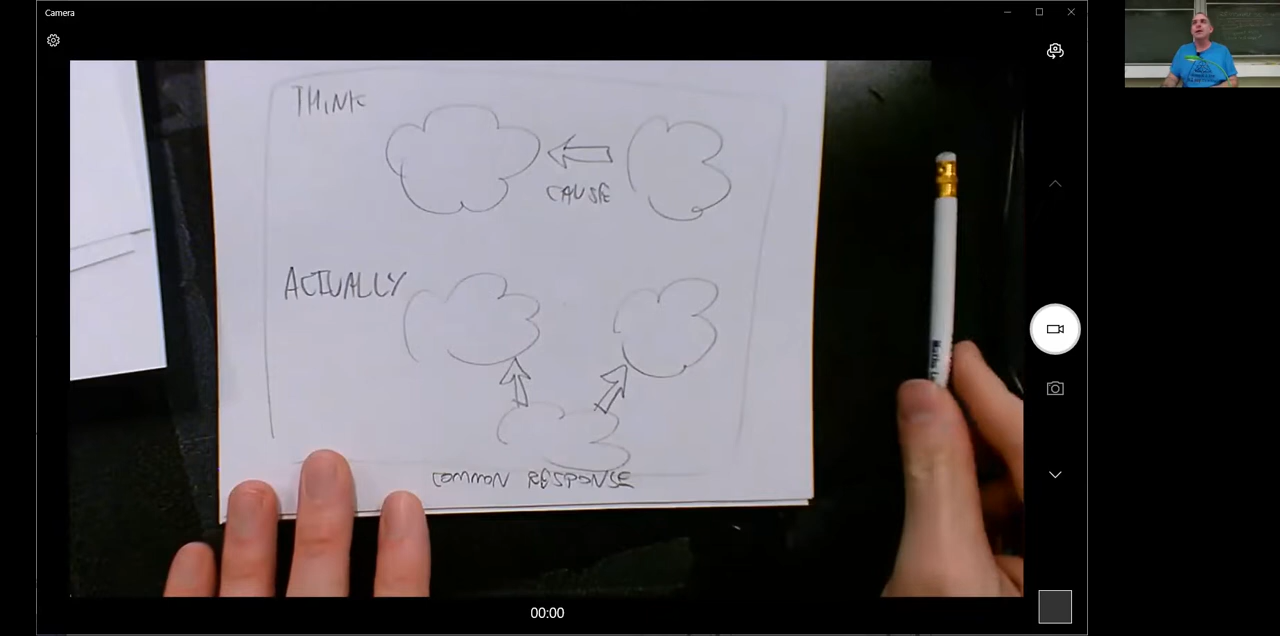 Camera
THINK
CAUSE
ACTUALLY
COMMON RESPONSE
00:00